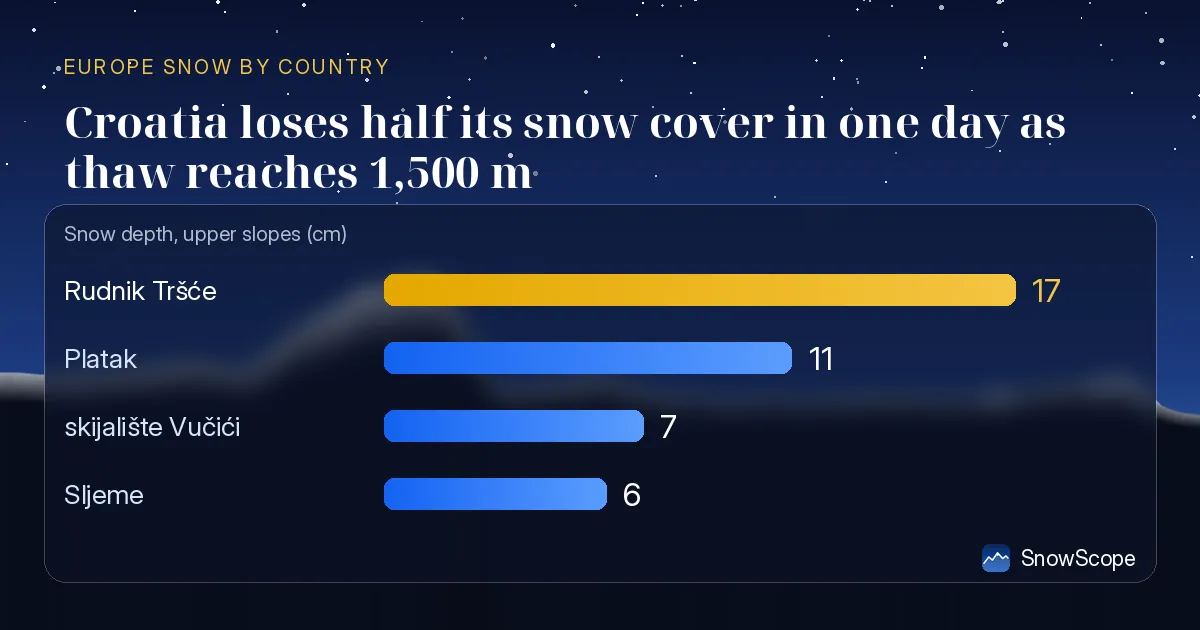 EUROPE SNOW BY COUNTRY
Croatia loses half its snow cover in one day as
thaw reaches 1,500 m
Snow depth, upper slopes (cm)
Rudnik Tršće 17
Platak 11
skijalište Vučići 7
Sljeme 6
SnowScope